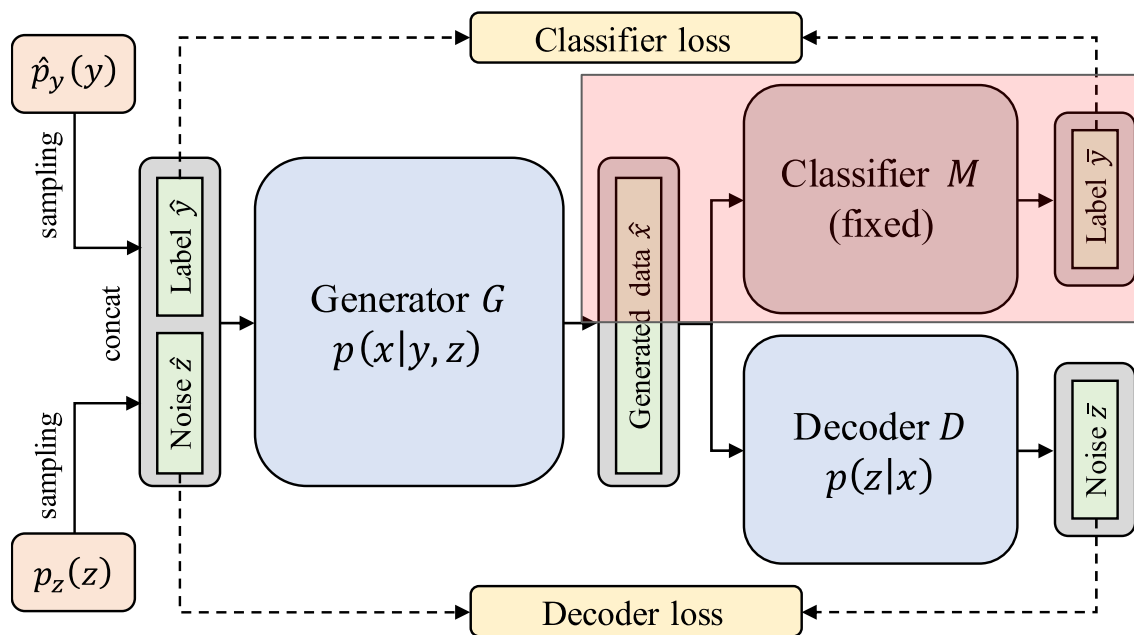 Classifier loss
p̂_y(y)
sampling
concat
sampling
p_z(z)
Label ŷ
Noise ẑ
Generator G
p(x|y, z)
Generated data x̂
Classifier M
(fixed)
Label ȳ
Decoder D
p(z|x)
Noise z̄
Decoder loss